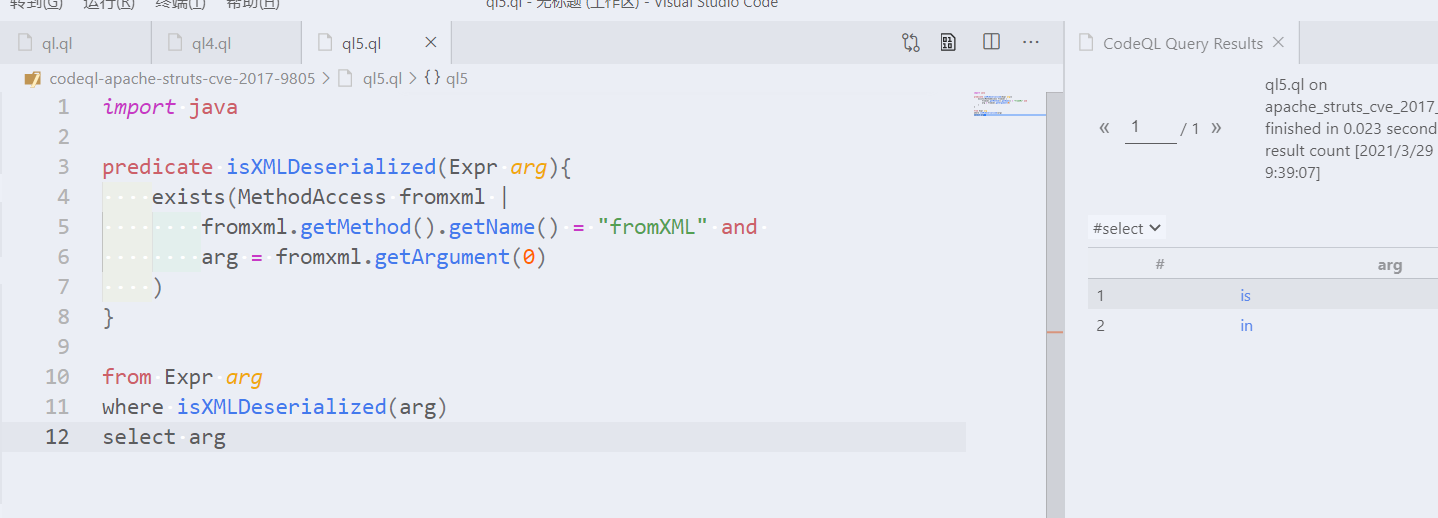 转到(G) 运行(R) 终端(T) 帮助(H) ql5.ql - 无标题 (工作区) - Visual Studio Code
ql.ql ql4.ql ql5.ql
codeql-apache-struts-cve-2017-9805 > ql5.ql > {} ql5
1 import java
2
3 predicate isXMLDeserialized(Expr arg){
4 exists(MethodAccess fromxml |
5 fromxml.getMethod().getName() = "fromXML" and
6 arg = fromxml.getArgument(0)
7 )
8 }
9
10 from Expr arg
11 where isXMLDeserialized(arg)
12 select arg
CodeQL Query Results
« 1 / 1 »
ql5.ql on
apache_struts_cve_2017_
finished in 0.023 second
result count [2021/3/29
9:39:07]
#select
# arg
1 is
2 in